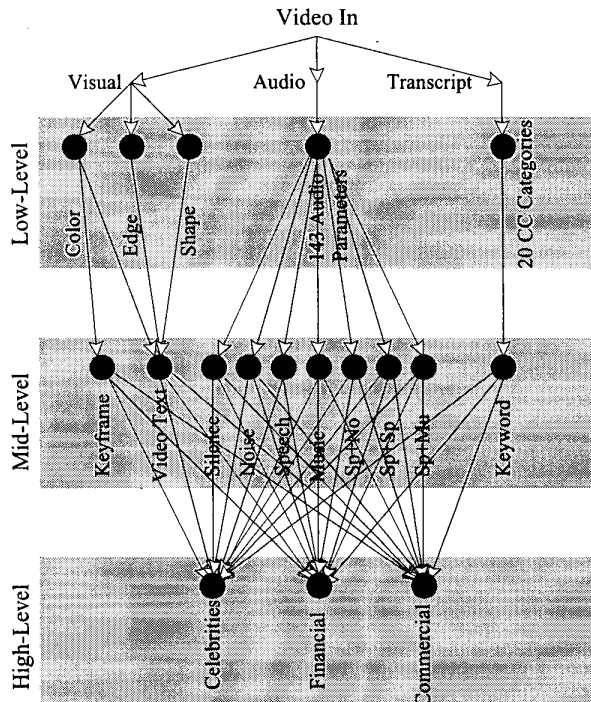 Video In
Visual
Audio
Transcript
Low-Level
Color
Edge
Shape
143 Audio
Parameters
20 CC Categories
Mid-Level
Keyframe
Video Text
Silence
Noise
Speech
Music
Sp+No
Sp+Sp
Sp+Mu
Keyword
High-Level
Celebrities
Financial
Commercial